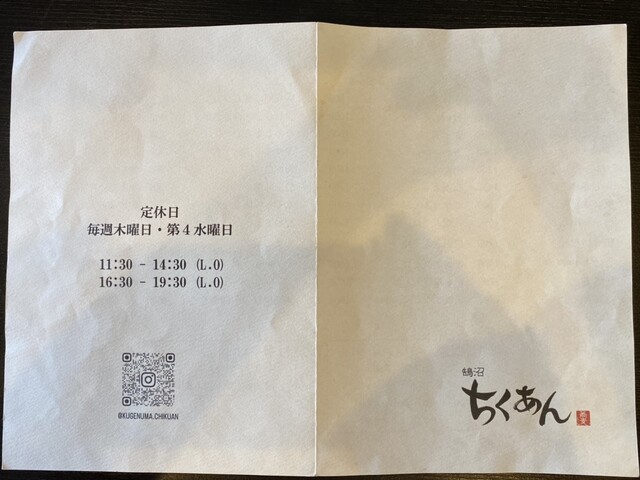 定休日
毎週木曜日・第4水曜日
11:30 - 14:30 (L.O)
16:30 - 19:30 (L.O)
@KUGENUMA.CHIKUAN
鵠沼
ちくあん